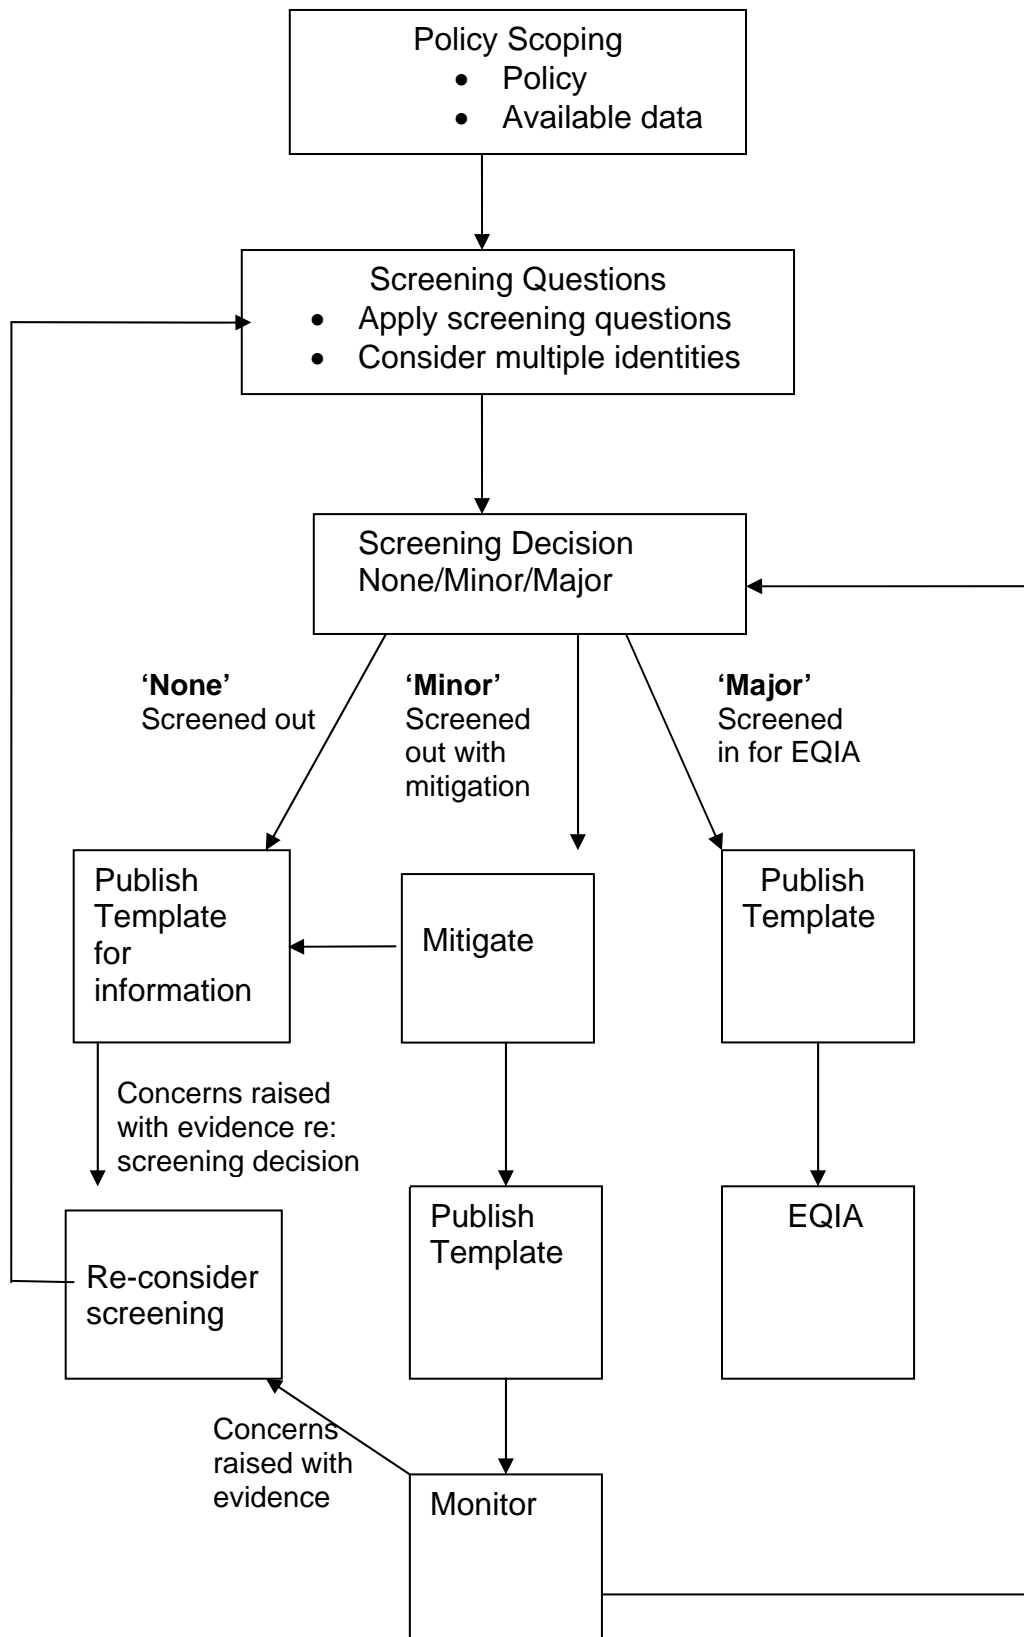 Policy Scoping
• Policy
• Available data
Screening Questions
• Apply screening questions
• Consider multiple identities
Screening Decision
None/Minor/Major
‘None’
Screened out
‘Minor’
Screened
out with
mitigation
‘Major’
Screened
in for EQIA
Publish
Template
for
information
Mitigate
Publish
Template
Concerns raised
with evidence re:
screening decision
Re-consider
screening
Publish
Template
EQIA
Concerns
raised with
evidence
Monitor